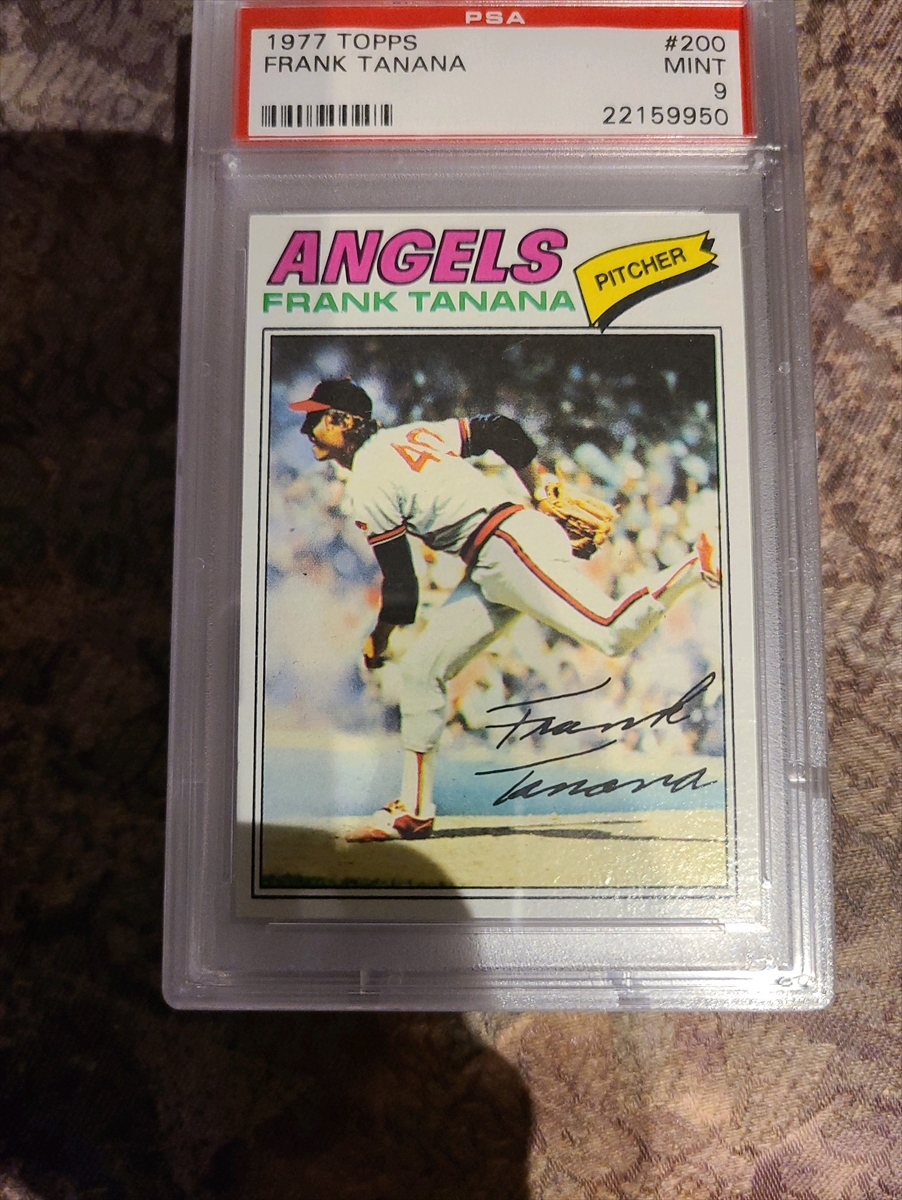 PSA
1977 TOPPS #200
FRANK TANANA MINT
9
22159950
ANGELS
PITCHER
FRANK TANANA
40
Frank
Tanana